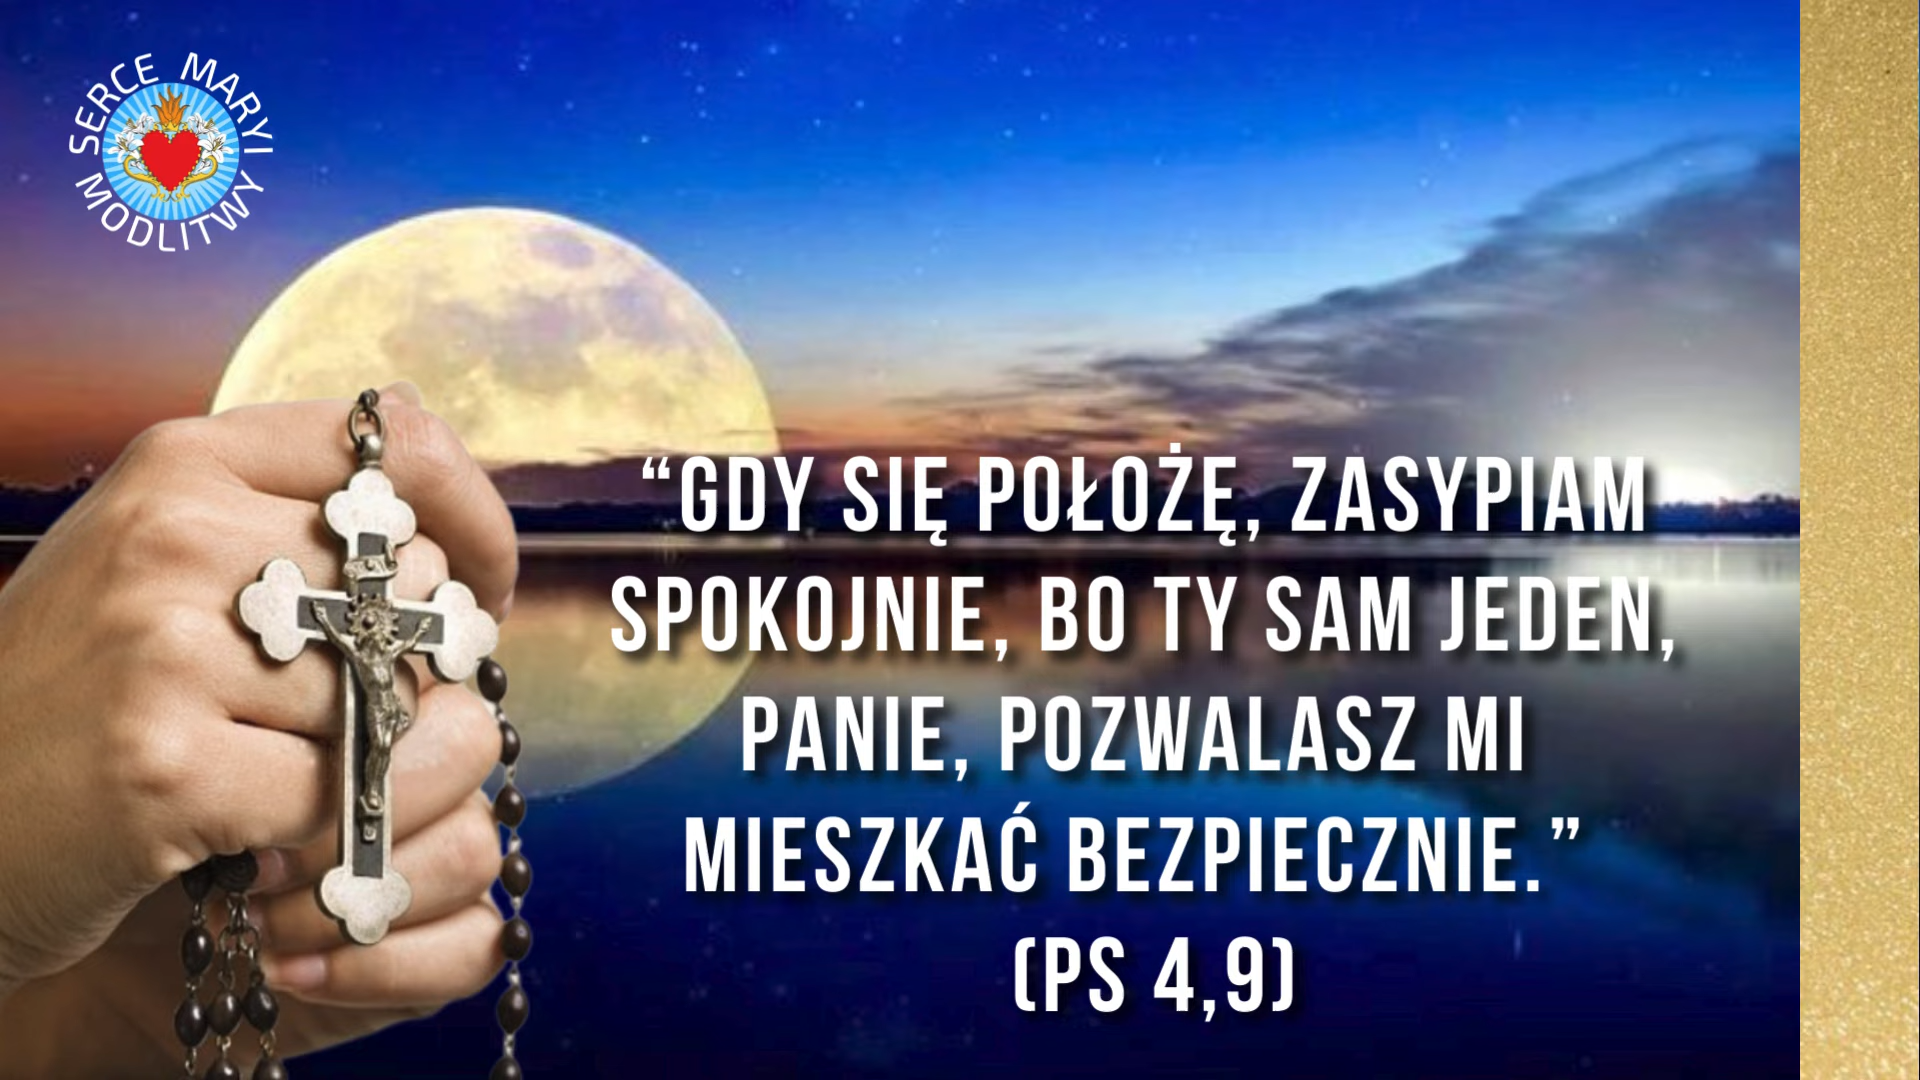 SERCE MARYI
MODLITWY
“GDY SIĘ POŁOŻĘ, ZASYPIAM
SPOKOJNIE, BO TY SAM JEDEN,
PANIE, POZWALASZ MI
MIESZKAĆ BEZPIECZNIE.”
(PS 4,9)